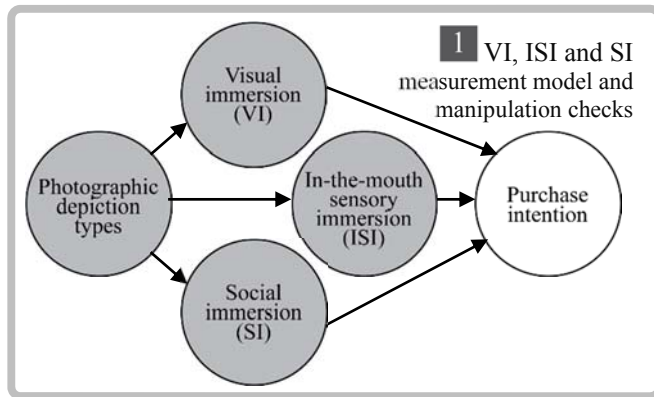 1 VI, ISI and SI
measurement model and
manipulation checks
Visual
immersion
(VI)
Photographic
depiction
types
In-the-mouth
sensory
immersion
(ISI)
Purchase
intention
Social
immersion
(SI)